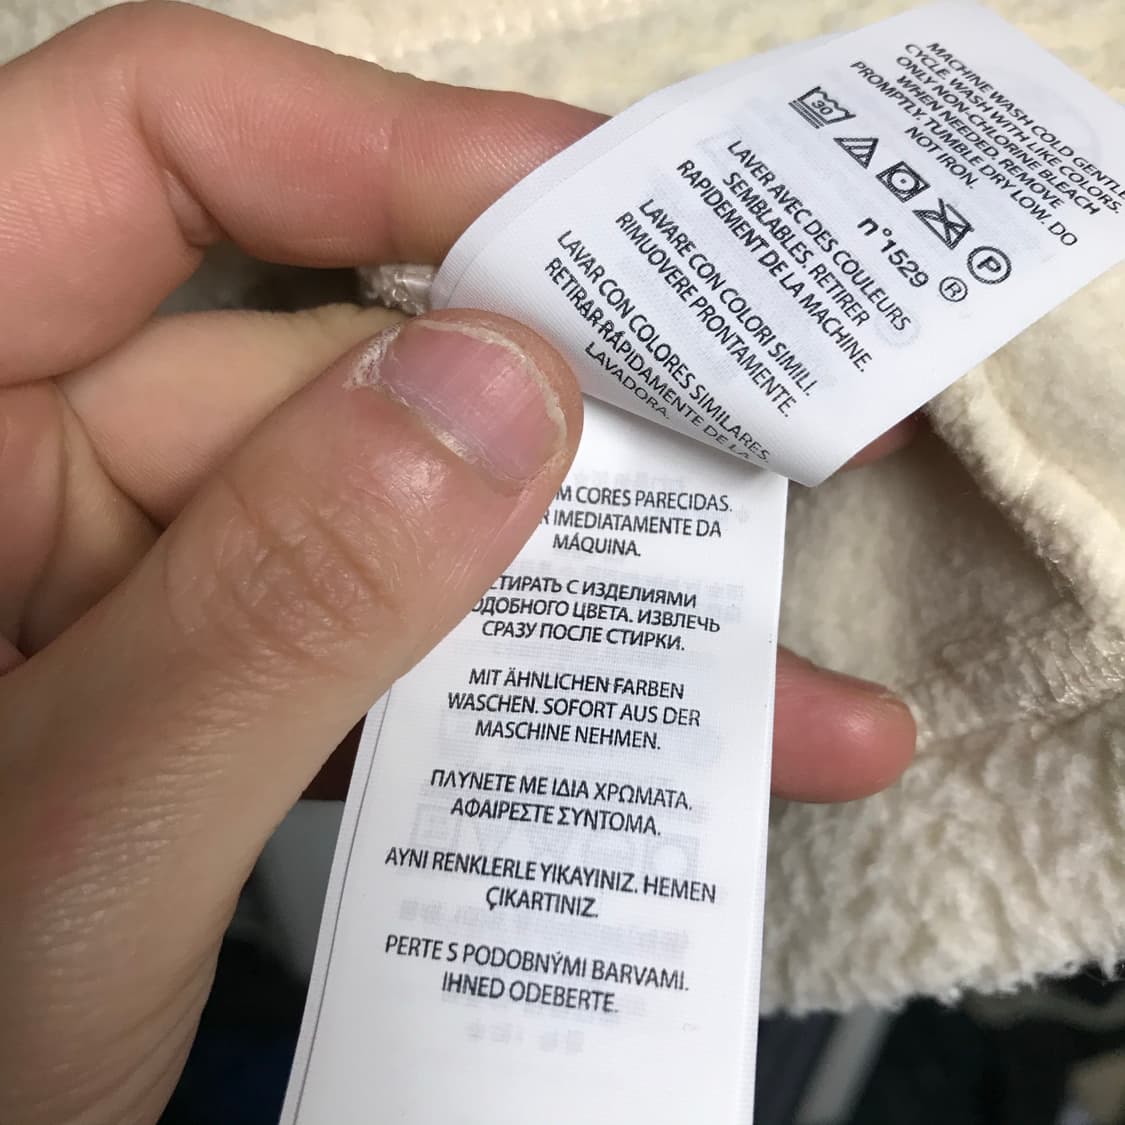 MACHINE WASH COLD GENTLE
CYCLE. WASH WITH LIKE COLORS.
ONLY NON-CHLORINE BLEACH
WHEN NEEDED. REMOVE
PROMPTLY. TUMBLE DRY LOW. DO
NOT IRON.
30
P
n°1529 ®
LAVER AVEC DES COULEURS
SEMBLABLES. RETIRER
RAPIDEMENT DE LA MACHINE.
LAVARE CON COLORI SIMILI.
RIMUOVERE PRONTAMENTE.
LAVAR CON COLORES SIMILARES.
RETIRAR RÁPIDAMENTE DE LA
LAVADORA.
CORES PARECIDAS.
IMEDIATAMENTE DA
MÁQUINA.
СТИРАТЬ С ИЗДЕЛИЯМИ
ПОДОБНОГО ЦВЕТА. ИЗВЛЕЧЬ
СРАЗУ ПОСЛЕ СТИРКИ.
MIT ÄHNLICHEN FARBEN
WASCHEN. SOFORT AUS DER
MASCHINE NEHMEN.
ΠΛΥΝΕΤΕ ΜΕ ΙΔΙΑ ΧΡΩΜΑΤΑ.
ΑΦΑΙΡΕΣΤΕ ΣΥΝΤΟΜΑ.
AYNI RENKLERLE YIKAYINIZ. HEMEN
ÇIKARTINIZ.
PERTE S PODOBNÝMI BARVAMI.
IHNED ODEBERTE.